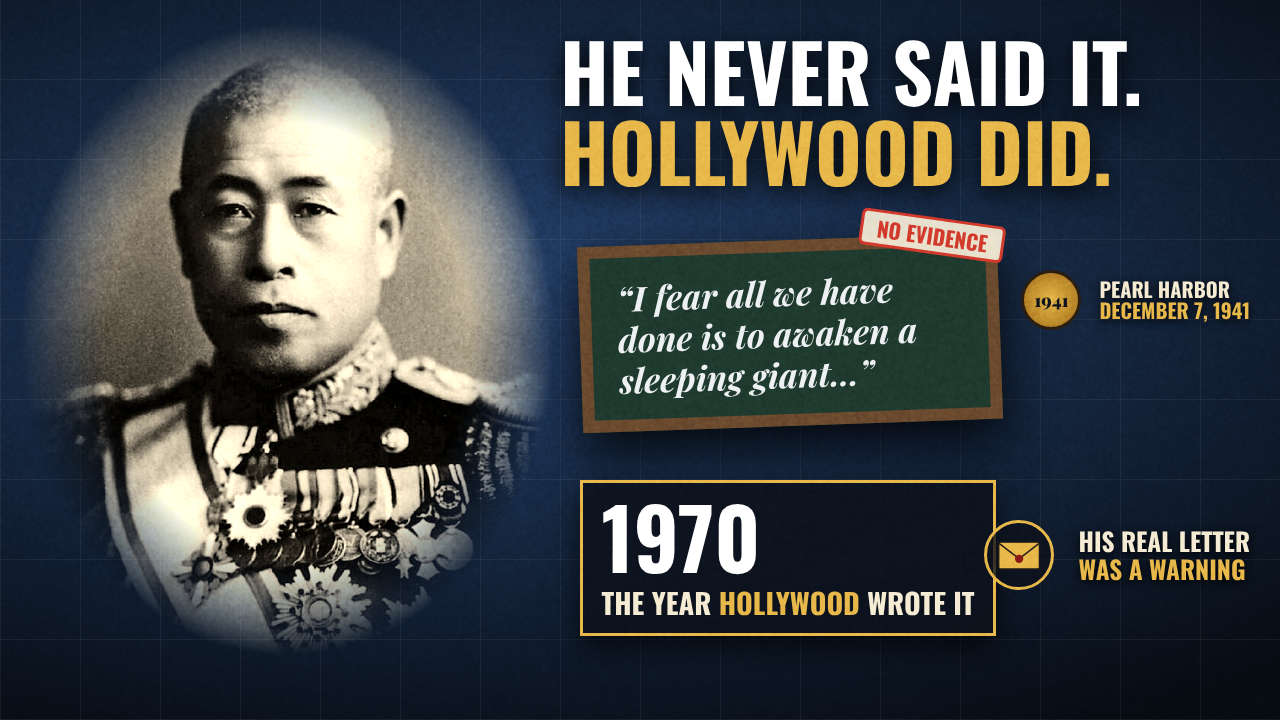 HE NEVER SAID IT.
HOLLYWOOD DID.
NO EVIDENCE
“I fear all we have
done is to awaken a
sleeping giant...”
1941
PEARL HARBOR
DECEMBER 7, 1941
1970
THE YEAR HOLLYWOOD WROTE IT
HIS REAL LETTER
WAS A WARNING